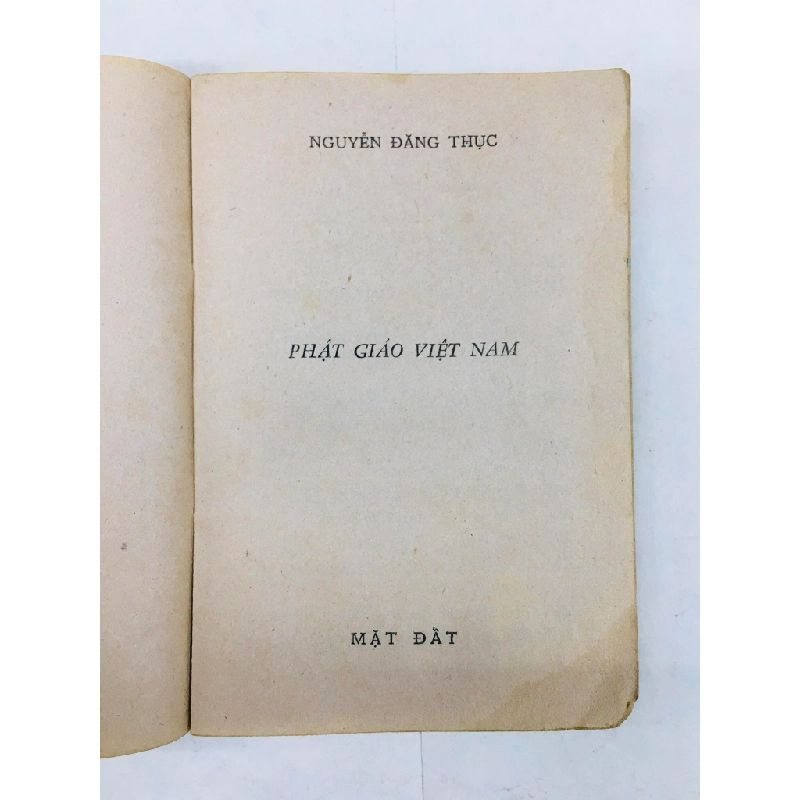 NGUYỄN ĐĂNG THỤC
PHẬT GIÁO VIỆT NAM
MẶT ĐẤT